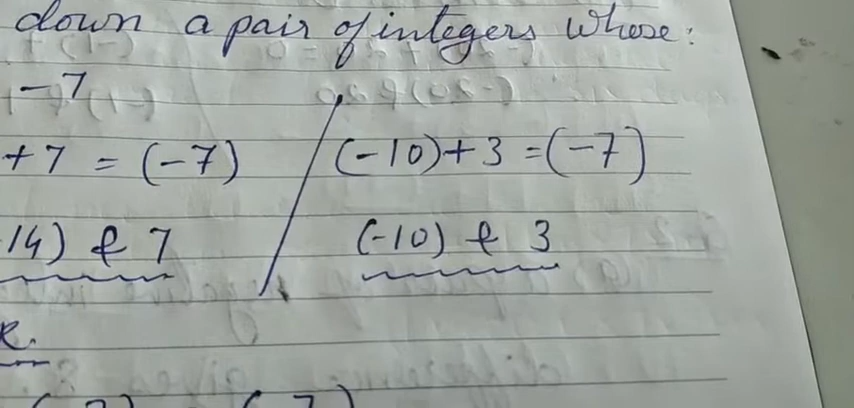 down a pair of integers whose:
-7
+7 = (-7) / (-10)+3 =(-7)
14) & 7 (-10) & 3